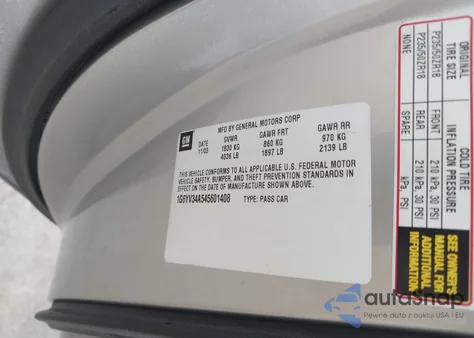 GM
MFD BY GENERAL MOTORS CORP
DATE GVWR GAWR FRT GAWR RR
11/03 1830 KG 860 KG 970 KG
4036 LB 1897 LB 2139 LB
THIS VEHICLE CONFORMS TO ALL APPLICABLE U.S. FEDERAL MOTOR
VEHICLE SAFETY, BUMPER, AND THEFT PREVENTION STANDARDS IN
EFFECT ON THE DATE OF MANUFACTURE SHOWN ABOVE.
1G6YV34A545601408 TYPE: PASS CAR
ORIGINAL TIRE SIZE
COLD TIRE INFLATION PRESSURE
P235/50ZR18 FRONT 210 kPa, 30 PSI
P235/50ZR18 REAR 210 kPa, 30 PSI
NONE SPARE kPa, PSI
SEE OWNERS
MANUAL FOR
ADDITIONAL
INFORMATION
autasnap
Pewne auta z aukcji USA i EU